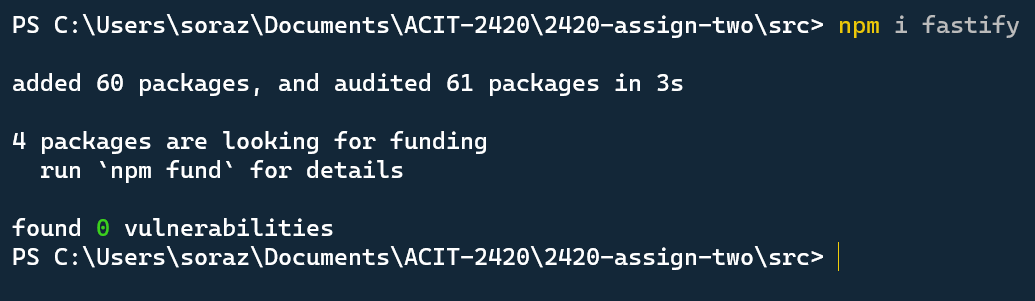 PS C:\Users\soraz\Documents\ACIT-2420\2420-assign-two\src> npm i fastify
added 60 packages, and audited 61 packages in 3s
4 packages are looking for funding
  run `npm fund` for details
found 0 vulnerabilities
PS C:\Users\soraz\Documents\ACIT-2420\2420-assign-two\src>